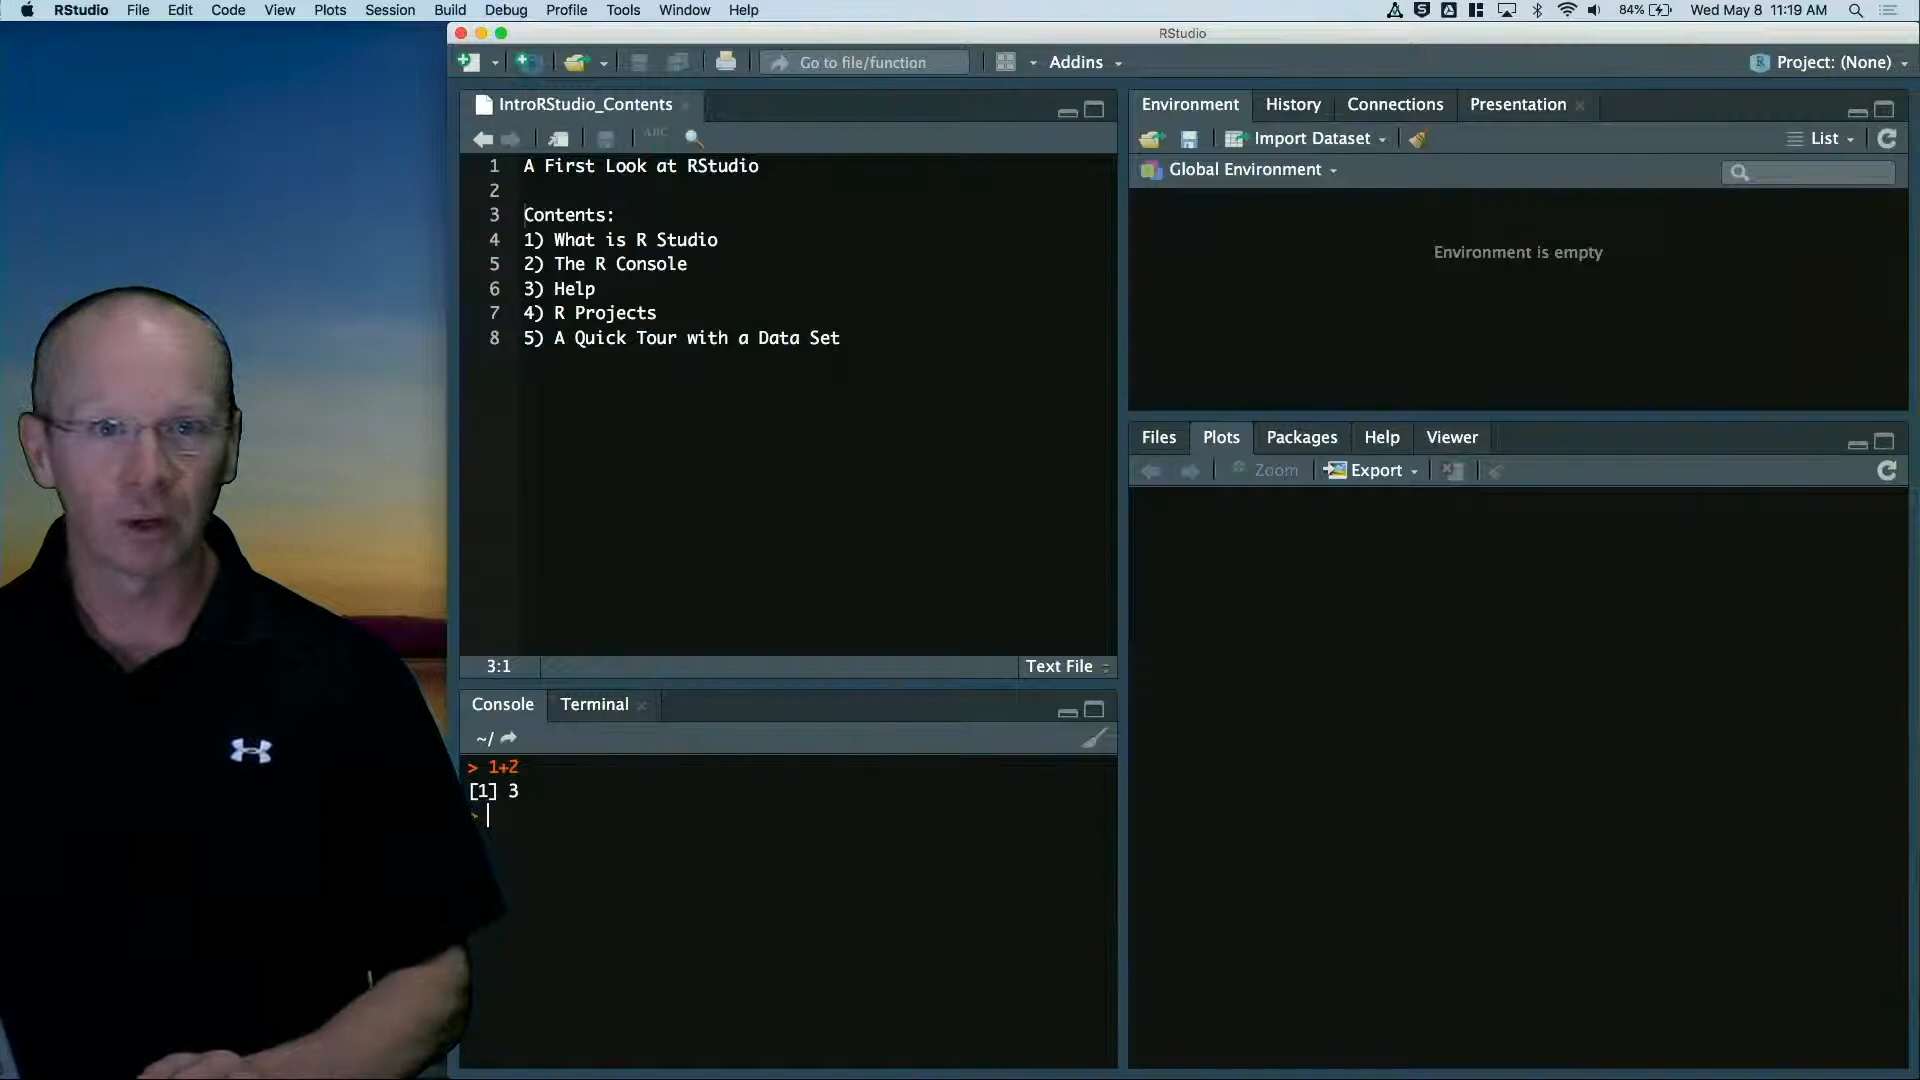 RStudio File Edit Code View Plots Session Build Debug Profile Tools Window Help 84% Wed May 8 11:19 AM
RStudio
Go to file/function Addins Project: (None)
IntroRStudio_Contents
ABC
1 A First Look at RStudio
2
3 Contents:
4 1) What is R Studio
5 2) The R Console
6 3) Help
7 4) R Projects
8 5) A Quick Tour with a Data Set
3:1 Text File
Console Terminal
~/
> 1+2
[1] 3
>
Environment History Connections Presentation
Import Dataset List
Global Environment
Environment is empty
Files Plots Packages Help Viewer
Zoom Export